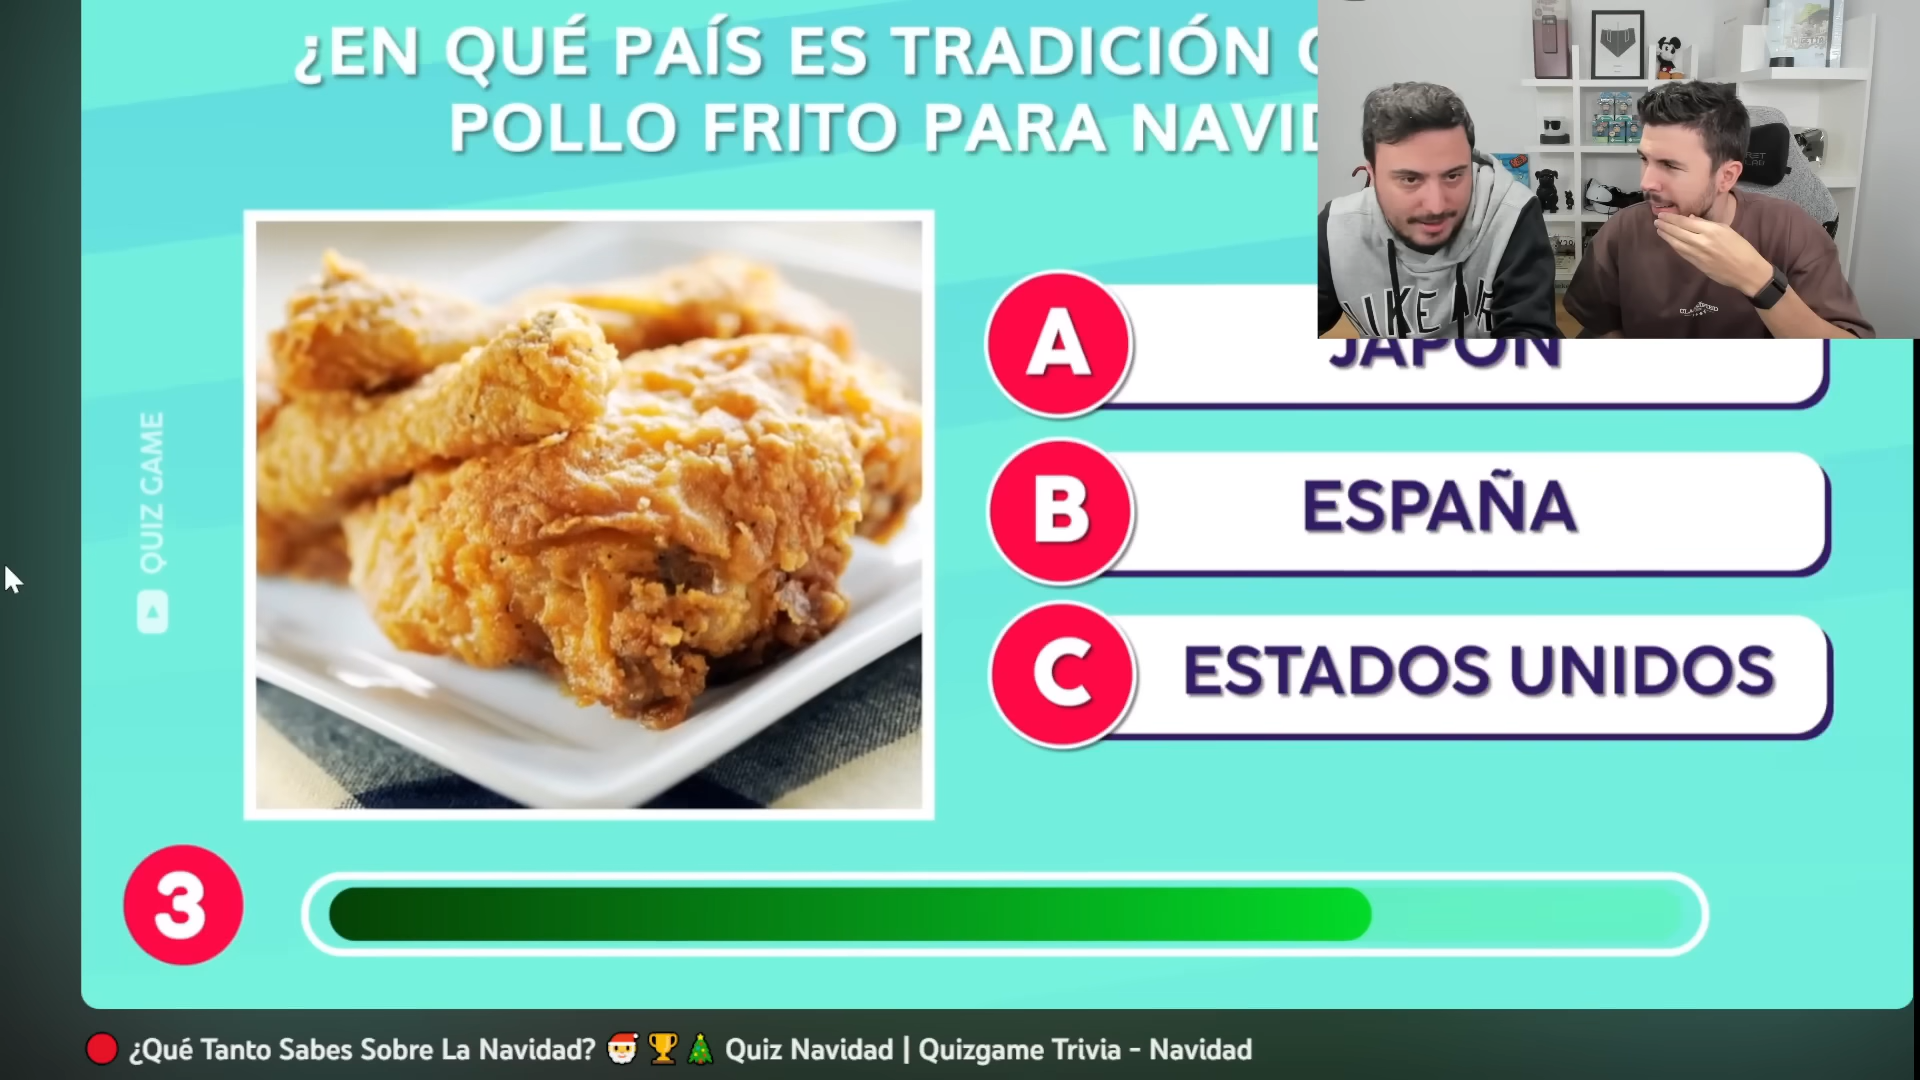 ¿EN QUÉ PAÍS ES TRADICIÓN
POLLO FRITO PARA
A
JAPÓN
B
ESPAÑA
C
ESTADOS UNIDOS
QUIZ GAME
3
🔴 ¿Qué Tanto Sabes Sobre La Navidad? 🎅🏆🎄 Quiz Navidad | Quizgame Trivia - Navidad